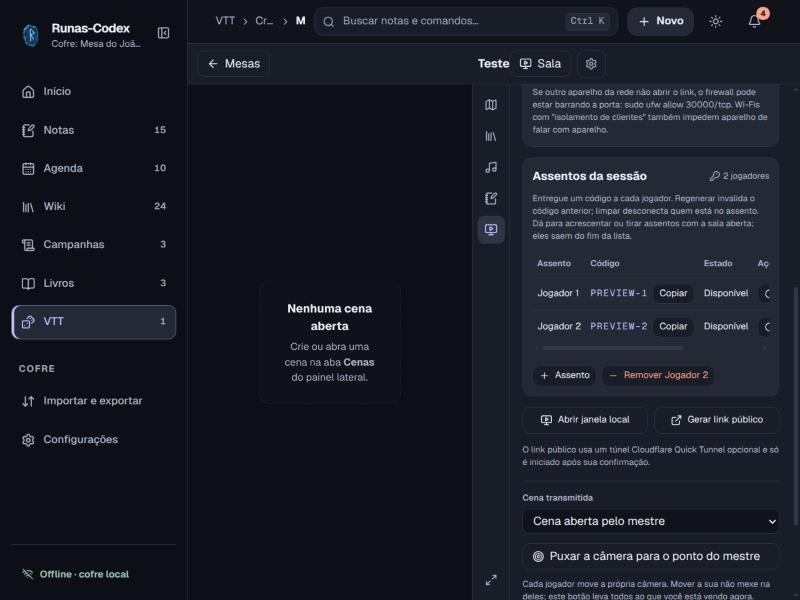 Runas-Codex
Cofre: Mesa do Joã...
VTT > Cr... > M
Buscar notas e comandos...
Ctrl K
+ Novo
4
Início
Notas 15
Agenda 10
Wiki 24
Campanhas 3
Livros 3
VTT 1
COFRE
Importar e exportar
Configurações
Offline · cofre local
← Mesas
Teste
Sala
Nenhuma cena
aberta
Crie ou abra uma
cena na aba Cenas
do painel lateral.
Se outro aparelho da rede não abrir o link, o firewall pode
estar barrando a porta: sudo ufw allow 30000/tcp. Wi-Fis
com "isolamento de clientes" também impedem aparelho de
falar com aparelho.
Assentos da sessão
2 jogadores
Entregue um código a cada jogador. Regenerar invalida o
código anterior; limpar desconecta quem está no assento.
Dá para acrescentar ou tirar assentos com a sala aberta;
eles saem do fim da lista.
Assento Código Estado Aç
Jogador 1 PREVIEW-1 Copiar Disponível
Jogador 2 PREVIEW-2 Copiar Disponível
+ Assento
− Remover Jogador 2
Abrir janela local
Gerar link público
O link público usa um túnel Cloudflare Quick Tunnel opcional e só
é iniciado após sua confirmação.
Cena transmitida
Cena aberta pelo mestre
Puxar a câmera para o ponto do mestre
Cada jogador move a própria câmera. Mover a sua não mexe na
deles; este botão leva todos ao que você está vendo agora.